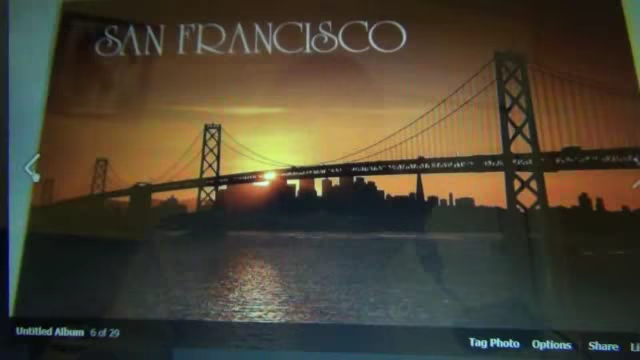 SAN FRANCISCO
Untitled Album 6 of 29
Tag Photo Options Share